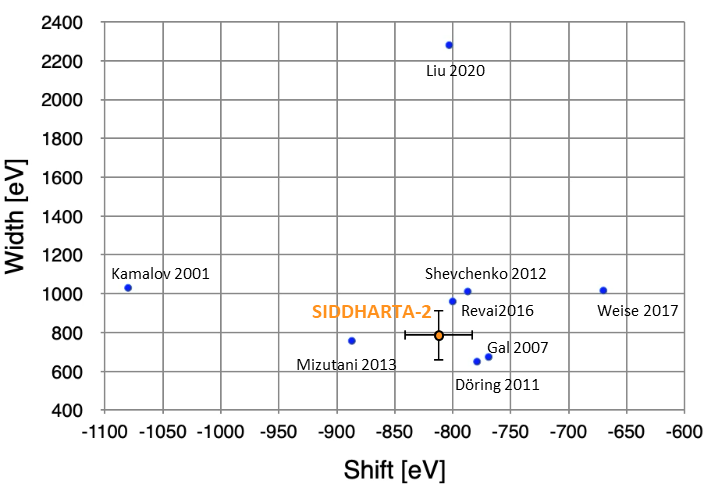 2400
2200
2000
1800
1600
1400
1200
1000
800
600
400
Width [eV]
Liu 2020
Kamalov 2001
Shevchenko 2012
SIDDHARTA-2
Revai2016
Weise 2017
Mizutani 2013
Gal 2007
Döring 2011
-1100 -1050 -1000 -950 -900 -850 -800 -750 -700 -650 -600
Shift [eV]